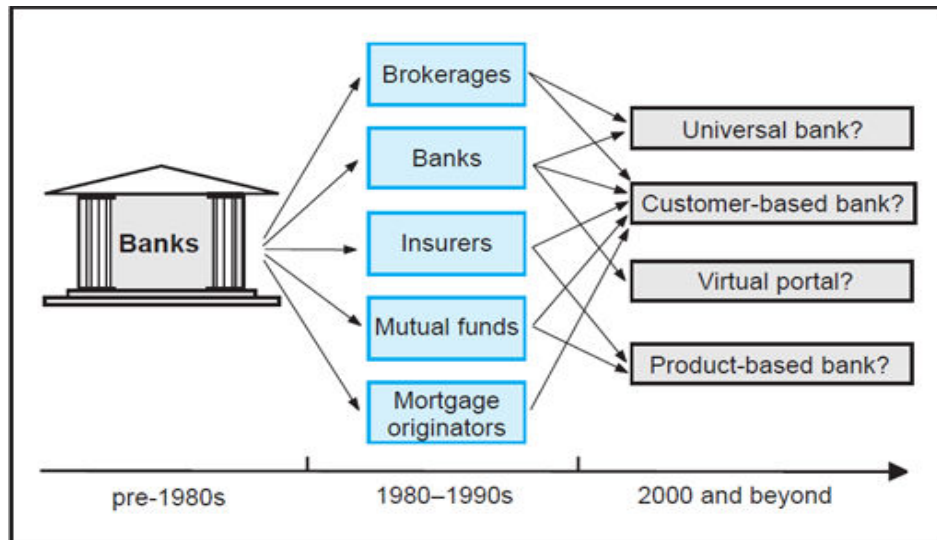 Banks
Brokerages
Banks
Insurers
Mutual funds
Mortgage
originators
Universal bank?
Customer-based bank?
Virtual portal?
Product-based bank?
pre-1980s
1980–1990s
2000 and beyond